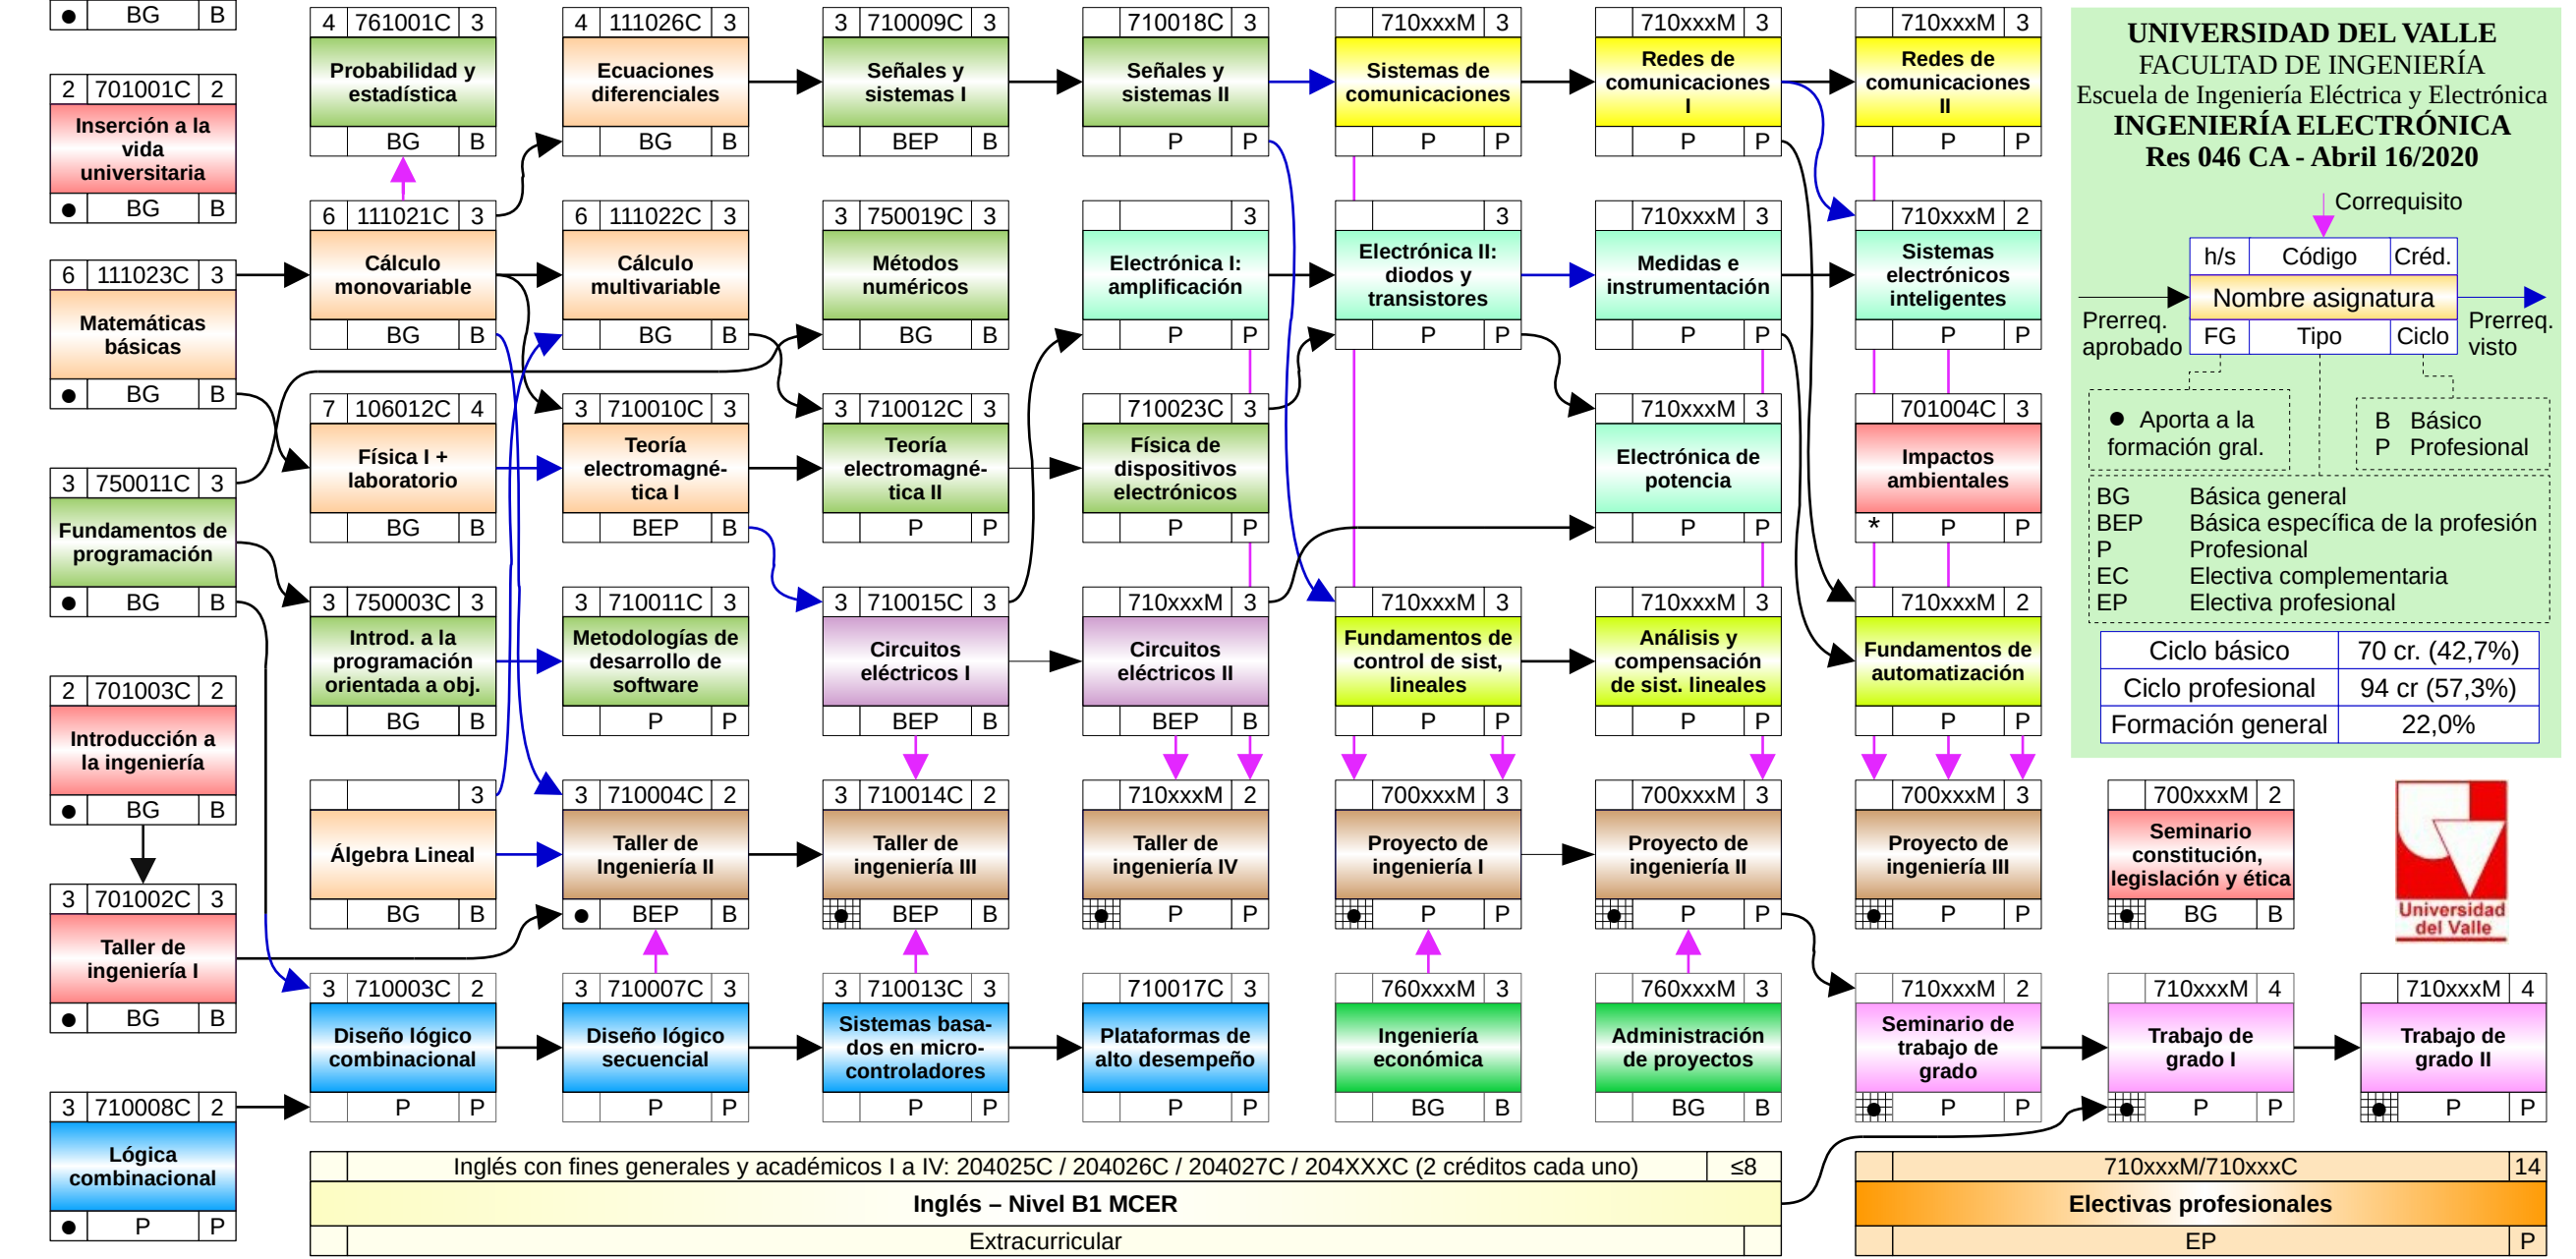 ● BG B
2 701001C 2
Inserción a la
vida
universitaria
● BG B
6 111023C 3
Matemáticas
básicas
● BG B
3 750011C 3
Fundamentos de
programación
● BG B
2 701003C 2
Introducción a
la ingeniería
● BG B
3 701002C 3
Taller de
ingeniería I
● BG B
3 710008C 2
Lógica
combinacional
● P P
4 761001C 3
Probabilidad y
estadística
BG B
6 111021C 3
Cálculo
monovariable
BG B
7 106012C 4
Física I +
laboratorio
BG B
3 750003C 3
Introd. a la
programación
orientada a obj.
BG B
3
Álgebra Lineal
BG B
3 710003C 2
Diseño lógico
combinacional
P P
4 111026C 3
Ecuaciones
diferenciales
BG B
6 111022C 3
Cálculo
multivariable
BG B
3 710010C 3
Teoría
electromagné-
tica I
BEP B
3 710011C 3
Metodologías de
desarrollo de
software
P P
3 710004C 2
Taller de
Ingeniería II
● BEP B
3 710007C 3
Diseño lógico
secuencial
P P
3 710009C 3
Señales y
sistemas I
BEP B
3 750019C 3
Métodos
numéricos
BG B
3 710012C 3
Teoría
electromagné-
tica II
P P
3 710015C 3
Circuitos
eléctricos I
BEP B
3 710014C 2
Taller de
ingeniería III
● BEP B
3 710013C 3
Sistemas basa-
dos en micro-
controladores
P P
710018C 3
Señales y
sistemas II
P P
3
Electrónica I:
amplificación
P P
710023C 3
Física de
dispositivos
electrónicos
P P
710xxxM 3
Circuitos
eléctricos II
BEP B
710xxxM 2
Taller de
ingeniería IV
● P P
710017C 3
Plataformas de
alto desempeño
P P
710xxxM 3
Sistemas de
comunicaciones
P P
3
Electrónica II:
diodos y
transistores
P P
710xxxM 3
Fundamentos de
control de sist,
lineales
P P
700xxxM 3
Proyecto de
ingeniería I
● P P
760xxxM 3
Ingeniería
económica
BG B
710xxxM 3
Redes de
comunicaciones
I
P P
710xxxM 3
Medidas e
instrumentación
P P
710xxxM 3
Electrónica de
potencia
P P
710xxxM 3
Análisis y
compensación
de sist. lineales
P P
700xxxM 3
Proyecto de
ingeniería II
● P P
760xxxM 3
Administración
de proyectos
BG B
710xxxM 3
Redes de
comunicaciones
II
P P
710xxxM 2
Sistemas
electrónicos
inteligentes
P P
701004C 3
Impactos
ambientales
* P P
710xxxM 2
Fundamentos de
automatización
P P
700xxxM 3
Proyecto de
ingeniería III
● P P
710xxxM 2
Seminario de
trabajo de
grado
● P P
700xxxM 2
Seminario
constitución,
legislación y ética
● BG B
710xxxM 4
Trabajo de
grado I
● P P
710xxxM 4
Trabajo de
grado II
● P P
Inglés con fines generales y académicos I a IV: 204025C / 204026C / 204027C / 204XXXC (2 créditos cada uno) ≤8
Inglés – Nivel B1 MCER
Extracurricular
710xxxM/710xxxC 14
Electivas profesionales
EP P
UNIVERSIDAD DEL VALLE
FACULTAD DE INGENIERÍA
Escuela de Ingeniería Eléctrica y Electrónica
INGENIERÍA ELECTRÓNICA
Res 046 CA - Abril 16/2020
Correquisito
h/s Código Créd.
Nombre asignatura
FG Tipo Ciclo
Prerreq.
aprobado
Prerreq.
visto
● Aporta a la
formación gral.
B Básico
P Profesional
BG Básica general
BEP Básica específica de la profesión
P Profesional
EC Electiva complementaria
EP Electiva profesional
Ciclo básico 70 cr. (42,7%)
Ciclo profesional 94 cr (57,3%)
Formación general 22,0%
Universidad
del Valle